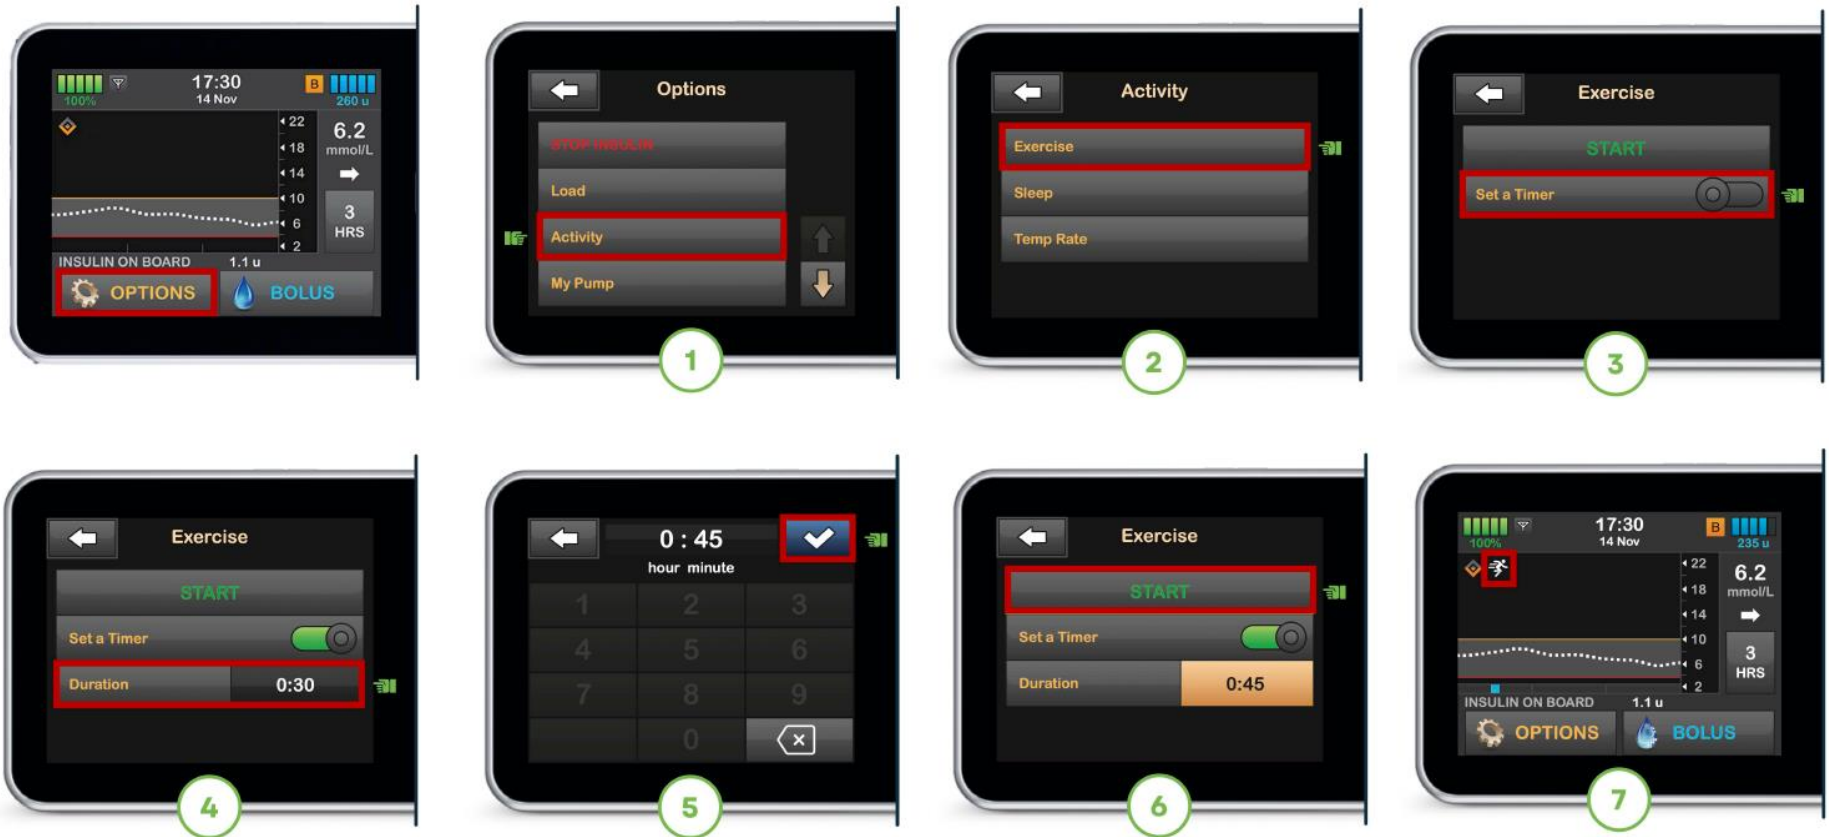 17:30
100%
14 Nov
B
260 u
22
18
14
10
6
2
6.2
mmol/L
3
HRS
INSULIN ON BOARD 1.1 u
OPTIONS
BOLUS
Options
STOP INSULIN
Load
Activity
My Pump
1
Activity
Exercise
Sleep
Temp Rate
2
Exercise
START
Set a Timer
3
Exercise
START
Set a Timer
Duration 0:30
4
0 : 45
hour minute
1 2 3
4 5 6
7 8 9
0
5
Exercise
START
Set a Timer
Duration 0:45
6
17:30
100%
14 Nov
B
235 u
22
18
14
10
6
2
6.2
mmol/L
3
HRS
INSULIN ON BOARD 1.1 u
OPTIONS
BOLUS
7